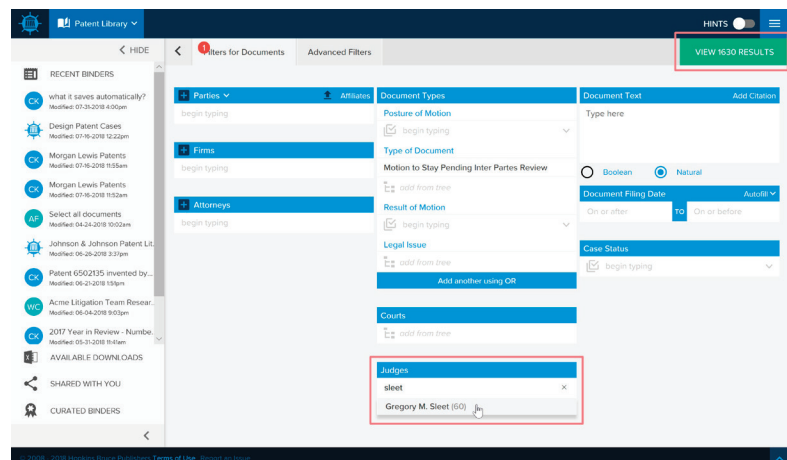 Patent Library
HINTS
HIDE
1
Filters for Documents
Advanced Filters
VIEW 1630 RESULTS
RECENT BINDERS
CK
what it saves automatically?
Modified: 07-31-2018 4:00pm
Design Patent Cases
Modified: 07-16-2018 12:22pm
CK
Morgan Lewis Patents
Modified: 07-16-2018 11:55am
CK
Morgan Lewis Patents
Modified: 07-16-2018 11:52am
AF
Select all documents
Modified: 04-24-2018 10:02am
Johnson & Johnson Patent Lit.
Modified: 06-26-2018 3:37pm
CK
Patent 6502135 invented by...
Modified: 06-21-2018 1:51pm
WC
Acme Litigation Team Resear.
Modified: 06-04-2018 9:03pm
CK
2017 Year in Review - Numbe.
Modified: 05-31-2018 11:41am
AVAILABLE DOWNLOADS
SHARED WITH YOU
CURATED BINDERS
Parties
Affiliates
begin typing
Firms
begin typing
Attorneys
begin typing
Document Types
Posture of Motion
begin typing
Type of Document
Motion to Stay Pending Inter Partes Review
add from tree
Result of Motion
begin typing
Legal Issue
add from tree
Add another using OR
Courts
add from tree
Judges
sleet
×
Gregory M. Sleet (60)
Document Text
Add Citation
Type here
Boolean
Natural
Document Filing Date
Autofill
On or after
TO
On or before
Case Status
begin typing
Terms of Use